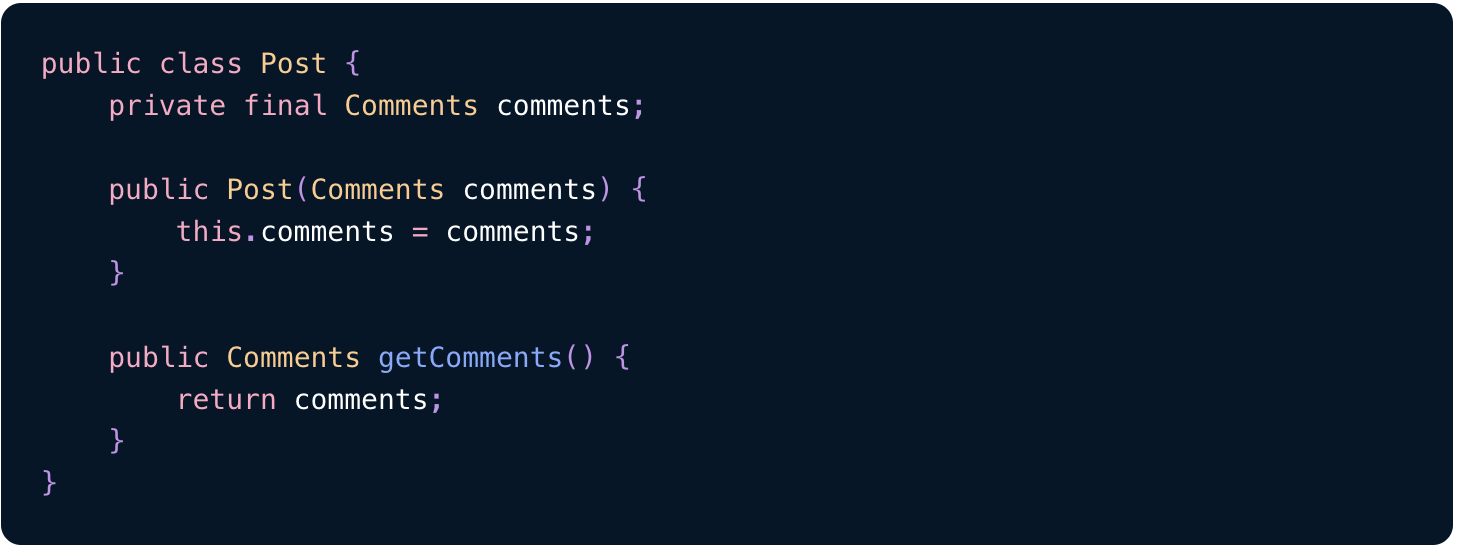 public class Post {
    private final Comments comments;

    public Post(Comments comments) {
        this.comments = comments;
    }

    public Comments getComments() {
        return comments;
    }
}